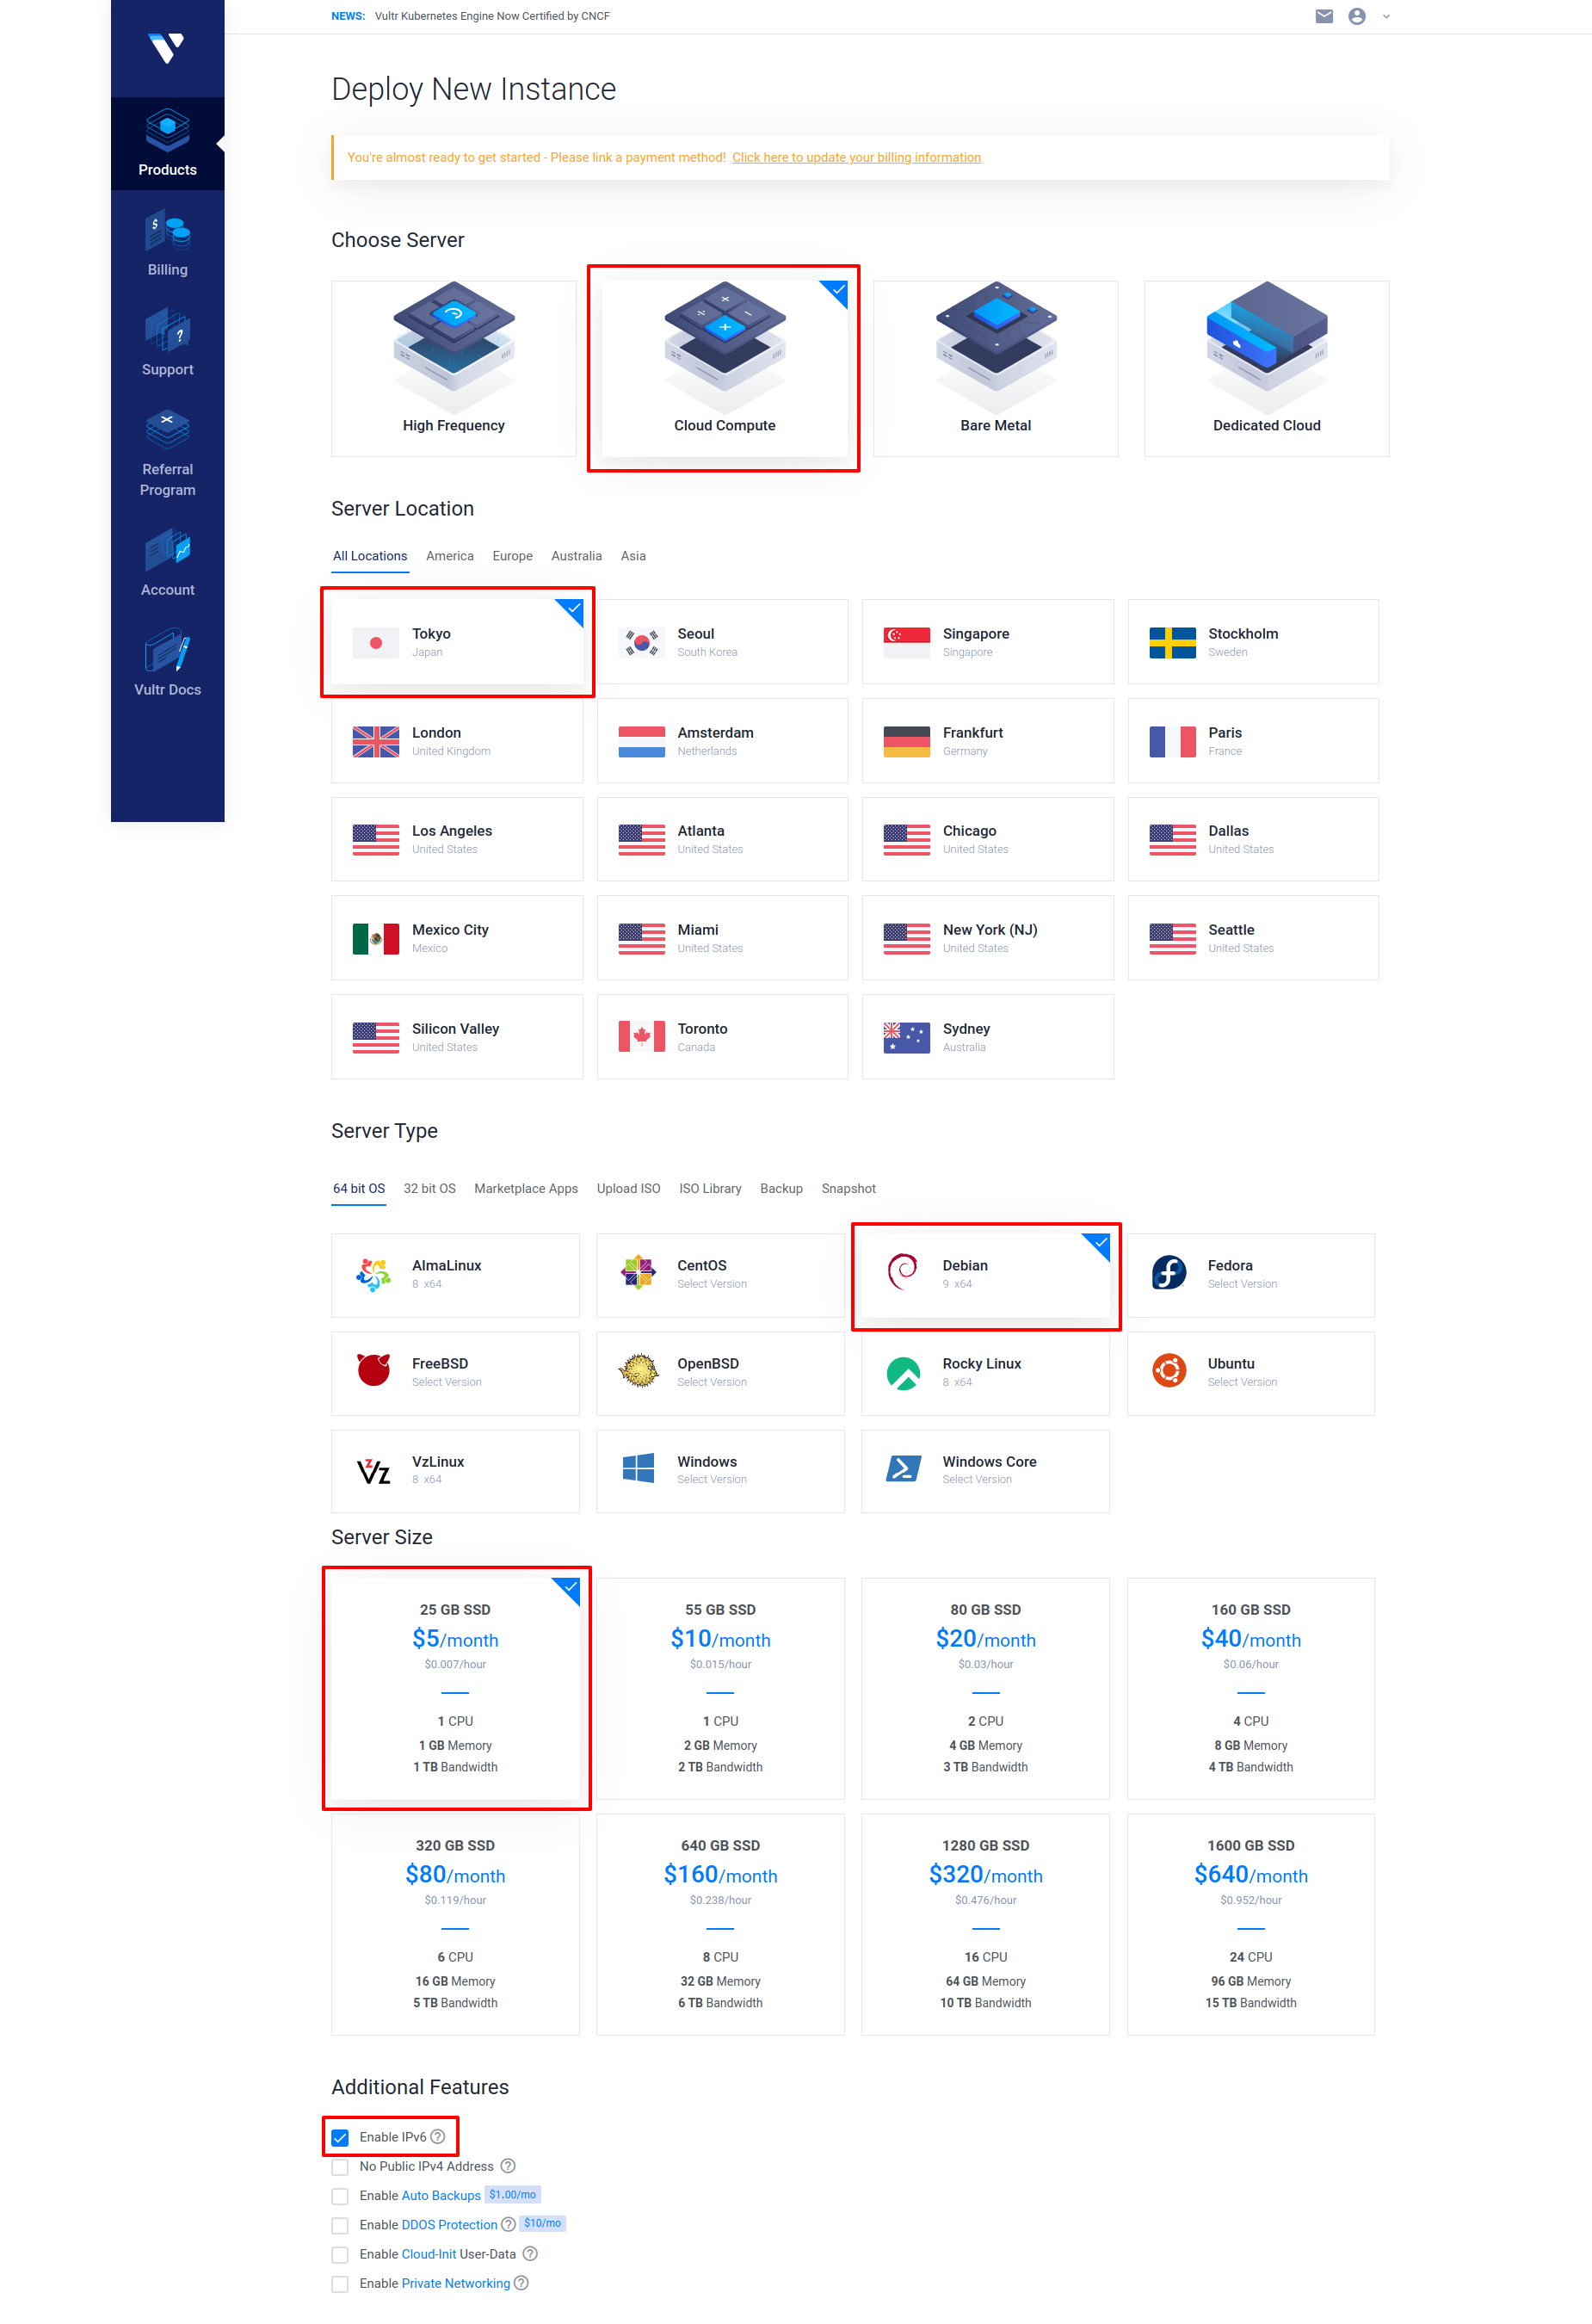 NEWS: Vultr Kubernetes Engine Now Certified by CNCF
Products
Billing
Support
Referral
Program
Account
Vultr Docs
Deploy New Instance
You're almost ready to get started - Please link a payment method! Click here to update your billing information
Choose Server
High Frequency
Cloud Compute
Bare Metal
Dedicated Cloud
Server Location
All Locations America Europe Australia Asia
Tokyo
Japan
Seoul
South Korea
Singapore
Singapore
Stockholm
Sweden
London
United Kingdom
Amsterdam
Netherlands
Frankfurt
Germany
Paris
France
Los Angeles
United States
Atlanta
United States
Chicago
United States
Dallas
United States
Mexico City
Mexico
Miami
United States
New York (NJ)
United States
Seattle
United States
Silicon Valley
United States
Toronto
Canada
Sydney
Australia
Server Type
64 bit OS 32 bit OS Marketplace Apps Upload ISO ISO Library Backup Snapshot
AlmaLinux
8 x64
CentOS
Select Version
Debian
9 x64
Fedora
Select Version
FreeBSD
Select Version
OpenBSD
Select Version
Rocky Linux
8 x64
Ubuntu
Select Version
VzLinux
8 x64
Windows
Select Version
Windows Core
Select Version
Server Size
25 GB SSD
$5/month
$0.007/hour
1 CPU
1 GB Memory
1 TB Bandwidth
55 GB SSD
$10/month
$0.015/hour
1 CPU
2 GB Memory
2 TB Bandwidth
80 GB SSD
$20/month
$0.03/hour
2 CPU
4 GB Memory
3 TB Bandwidth
160 GB SSD
$40/month
$0.06/hour
4 CPU
8 GB Memory
4 TB Bandwidth
320 GB SSD
$80/month
$0.119/hour
6 CPU
16 GB Memory
5 TB Bandwidth
640 GB SSD
$160/month
$0.238/hour
8 CPU
32 GB Memory
6 TB Bandwidth
1280 GB SSD
$320/month
$0.476/hour
16 CPU
64 GB Memory
10 TB Bandwidth
1600 GB SSD
$640/month
$0.952/hour
24 CPU
96 GB Memory
15 TB Bandwidth
Additional Features
Enable IPv6
No Public IPv4 Address
Enable Auto Backups $1.00/mo
Enable DDOS Protection $10/mo
Enable Cloud-Init User-Data
Enable Private Networking